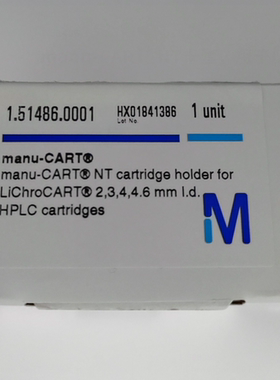 1.51486.0001 HX01841386 1 unit
Lot No
manu-CART®
manu-CART® NT cartridge holder for
LiChroCART® 2,3,4,4.6 mm I.d.
HPLC cartridges
M